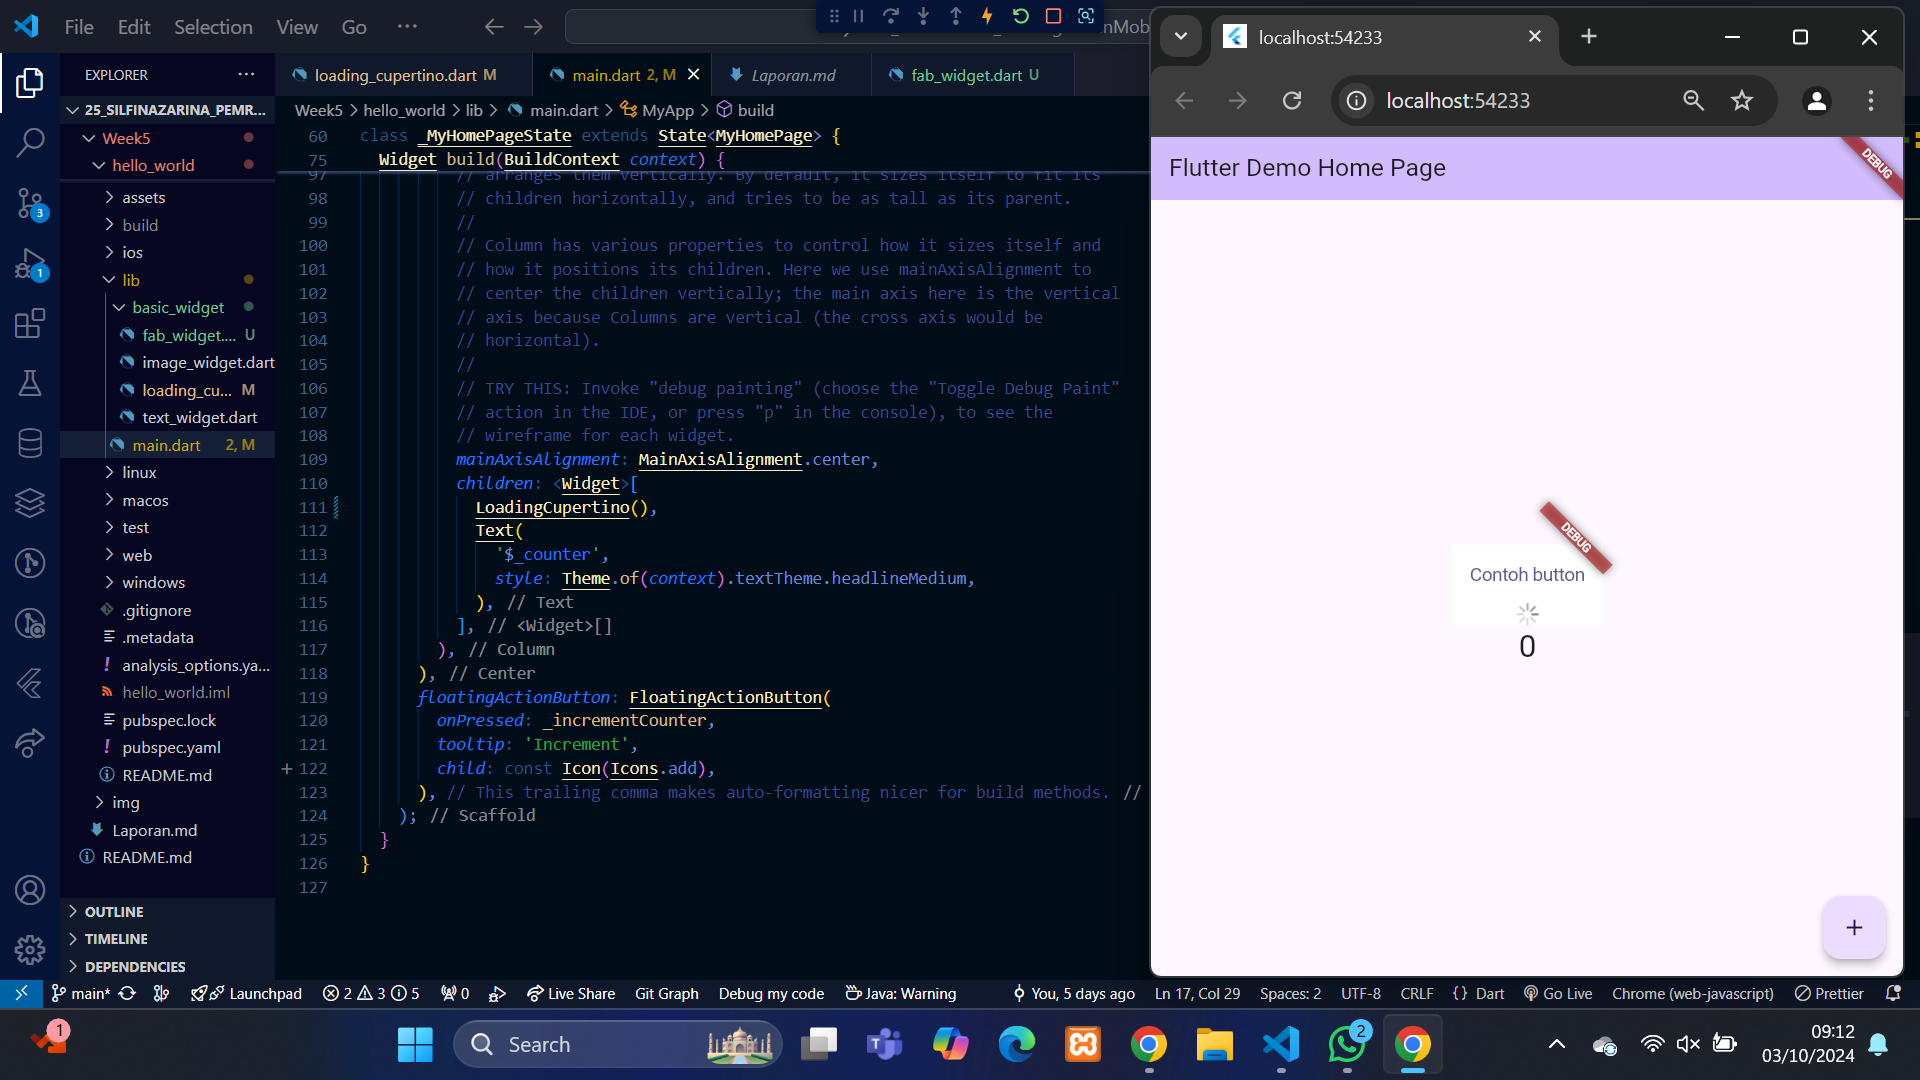 File Edit Selection View Go
nMob
EXPLORER
25_SILFINAZARINA_PEMR...
Week5
hello_world
assets
build
ios
lib
basic_widget
fab_widget.... U
image_widget.dart
loading_cu... M
text_widget.dart
main.dart 2, M
linux
macos
test
web
windows
.gitignore
.metadata
analysis_options.ya...
hello_world.iml
pubspec.lock
pubspec.yaml
README.md
img
Laporan.md
README.md
OUTLINE
TIMELINE
DEPENDENCIES
3
1
loading_cupertino.dart M
main.dart 2, M
Laporan.md
fab_widget.dart U
Week5 > hello_world > lib > main.dart > MyApp > build
60 class _MyHomePageState extends State<MyHomePage> {
75 Widget build(BuildContext context) {
97 // arranges them vertically. By default, it sizes itself to fit its
98 // children horizontally, and tries to be as tall as its parent.
99 //
100 // Column has various properties to control how it sizes itself and
101 // how it positions its children. Here we use mainAxisAlignment to
102 // center the children vertically; the main axis here is the vertical
103 // axis because Columns are vertical (the cross axis would be
104 // horizontal).
105 //
106 // TRY THIS: Invoke "debug painting" (choose the "Toggle Debug Paint"
107 // action in the IDE, or press "p" in the console), to see the
108 // wireframe for each widget.
109 mainAxisAlignment: MainAxisAlignment.center,
110 children: <Widget>[
111 LoadingCupertino(),
112 Text(
113 '$_counter',
114 style: Theme.of(context).textTheme.headlineMedium,
115 ), // Text
116 ], // <Widget>[]
117 ), // Column
118 ), // Center
119 floatingActionButton: FloatingActionButton(
120 onPressed: _incrementCounter,
121 tooltip: 'Increment',
122 child: const Icon(Icons.add),
123 ), // This trailing comma makes auto-formatting nicer for build methods. //
124 ); // Scaffold
125 }
126 }
127
localhost:54233
localhost:54233
Flutter Demo Home Page
DEBUG
DEBUG
Contoh button
0
+
main* Launchpad 2 3 5 0 Live Share Git Graph Debug my code Java: Warning You, 5 days ago Ln 17, Col 29 Spaces: 2 UTF-8 CRLF {} Dart Go Live Chrome (web-javascript) Prettier
1
Search
T
2
09:12
03/10/2024